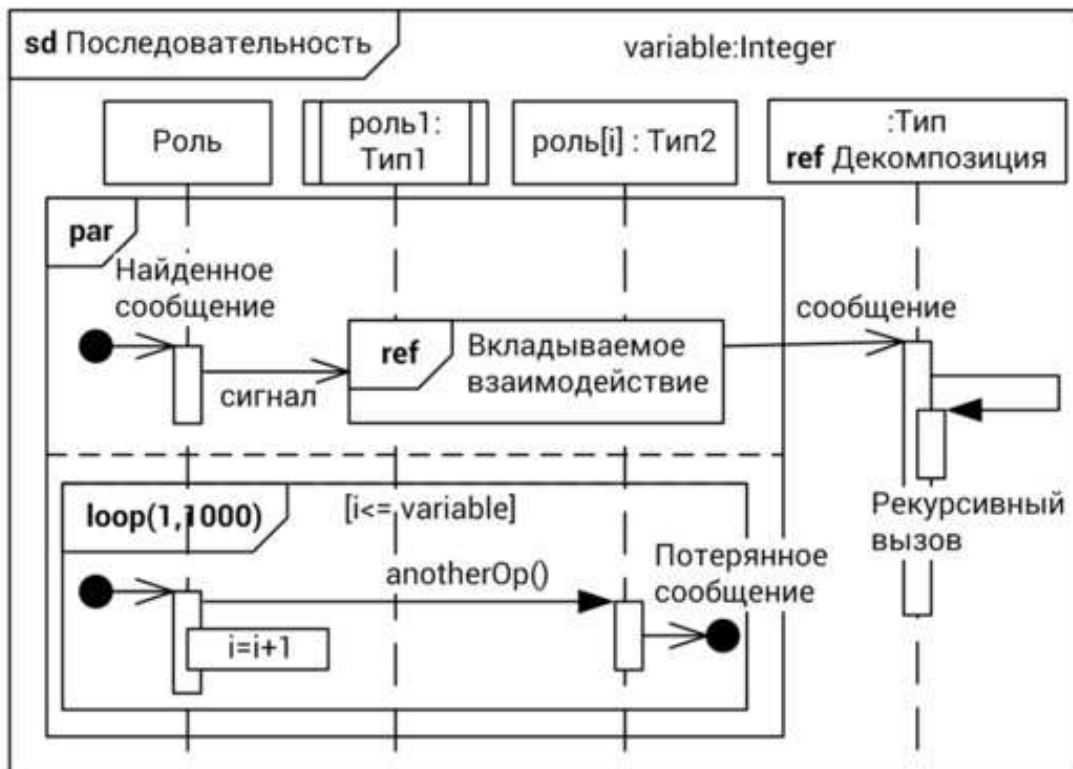 sd Последовательность
variable:Integer
Роль
роль1:
Тип1
роль[i] : Тип2
:Тип
ref Декомпозиция
par
Найденное
сообщение
сигнал
ref
Вкладываемое
взаимодействие
сообщение
Рекурсивный
вызов
loop(1,1000)
[i<= variable]
anotherOp()
Потерянное
сообщение
i=i+1